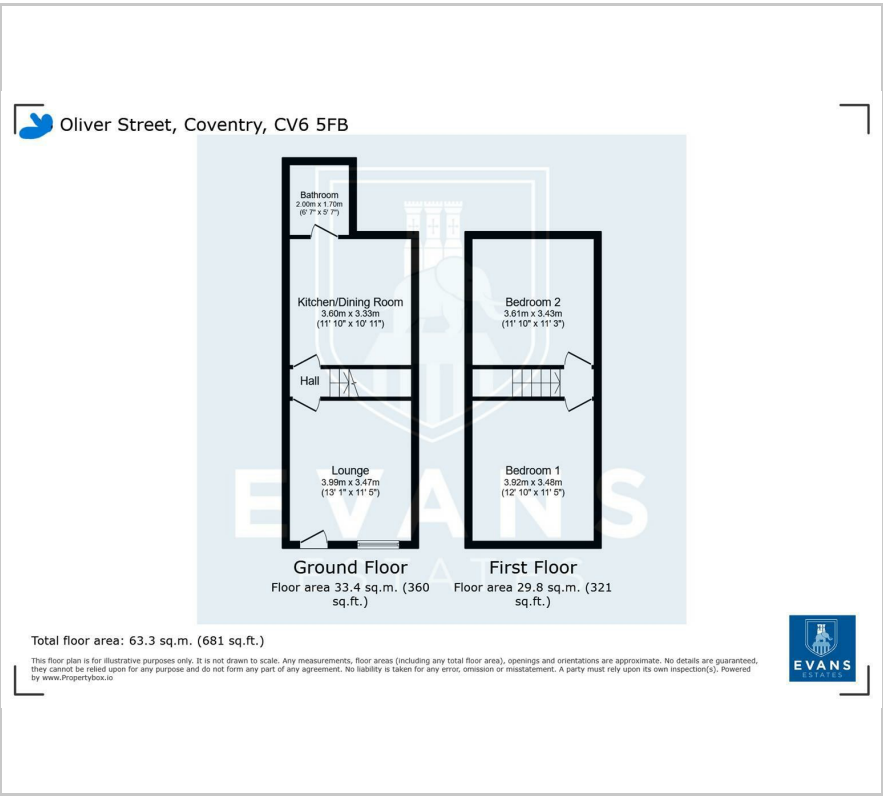 Oliver Street, Coventry, CV6 5FB
Bathroom
2.00m x 1.70m
(6' 7" x 5' 7")
Kitchen/Dining Room
3.60m x 3.33m
(11' 10" x 10' 11")
Hall
Lounge
3.99m x 3.47m
(13' 1" x 11' 5")
Bedroom 2
3.61m x 3.43m
(11' 10" x 11' 3")
Bedroom 1
3.92m x 3.48m
(12' 10" x 11' 5")
EVANS
ESTATES
Ground Floor
Floor area 33.4 sq.m. (360
sq.ft.)
First Floor
Floor area 29.8 sq.m. (321
sq.ft.)
Total floor area: 63.3 sq.m. (681 sq.ft.)
This floor plan is for illustrative purposes only. It is not drawn to scale. Any measurements, floor areas (including any total floor area), openings and orientations are approximate. No details are guaranteed,
they cannot be relied upon for any purpose and do not form any part of any agreement. No liability is taken for any error, omission or misstatement. A party must rely upon its own inspection(s). Powered
by www.Propertybox.io
EVANS
ESTATES